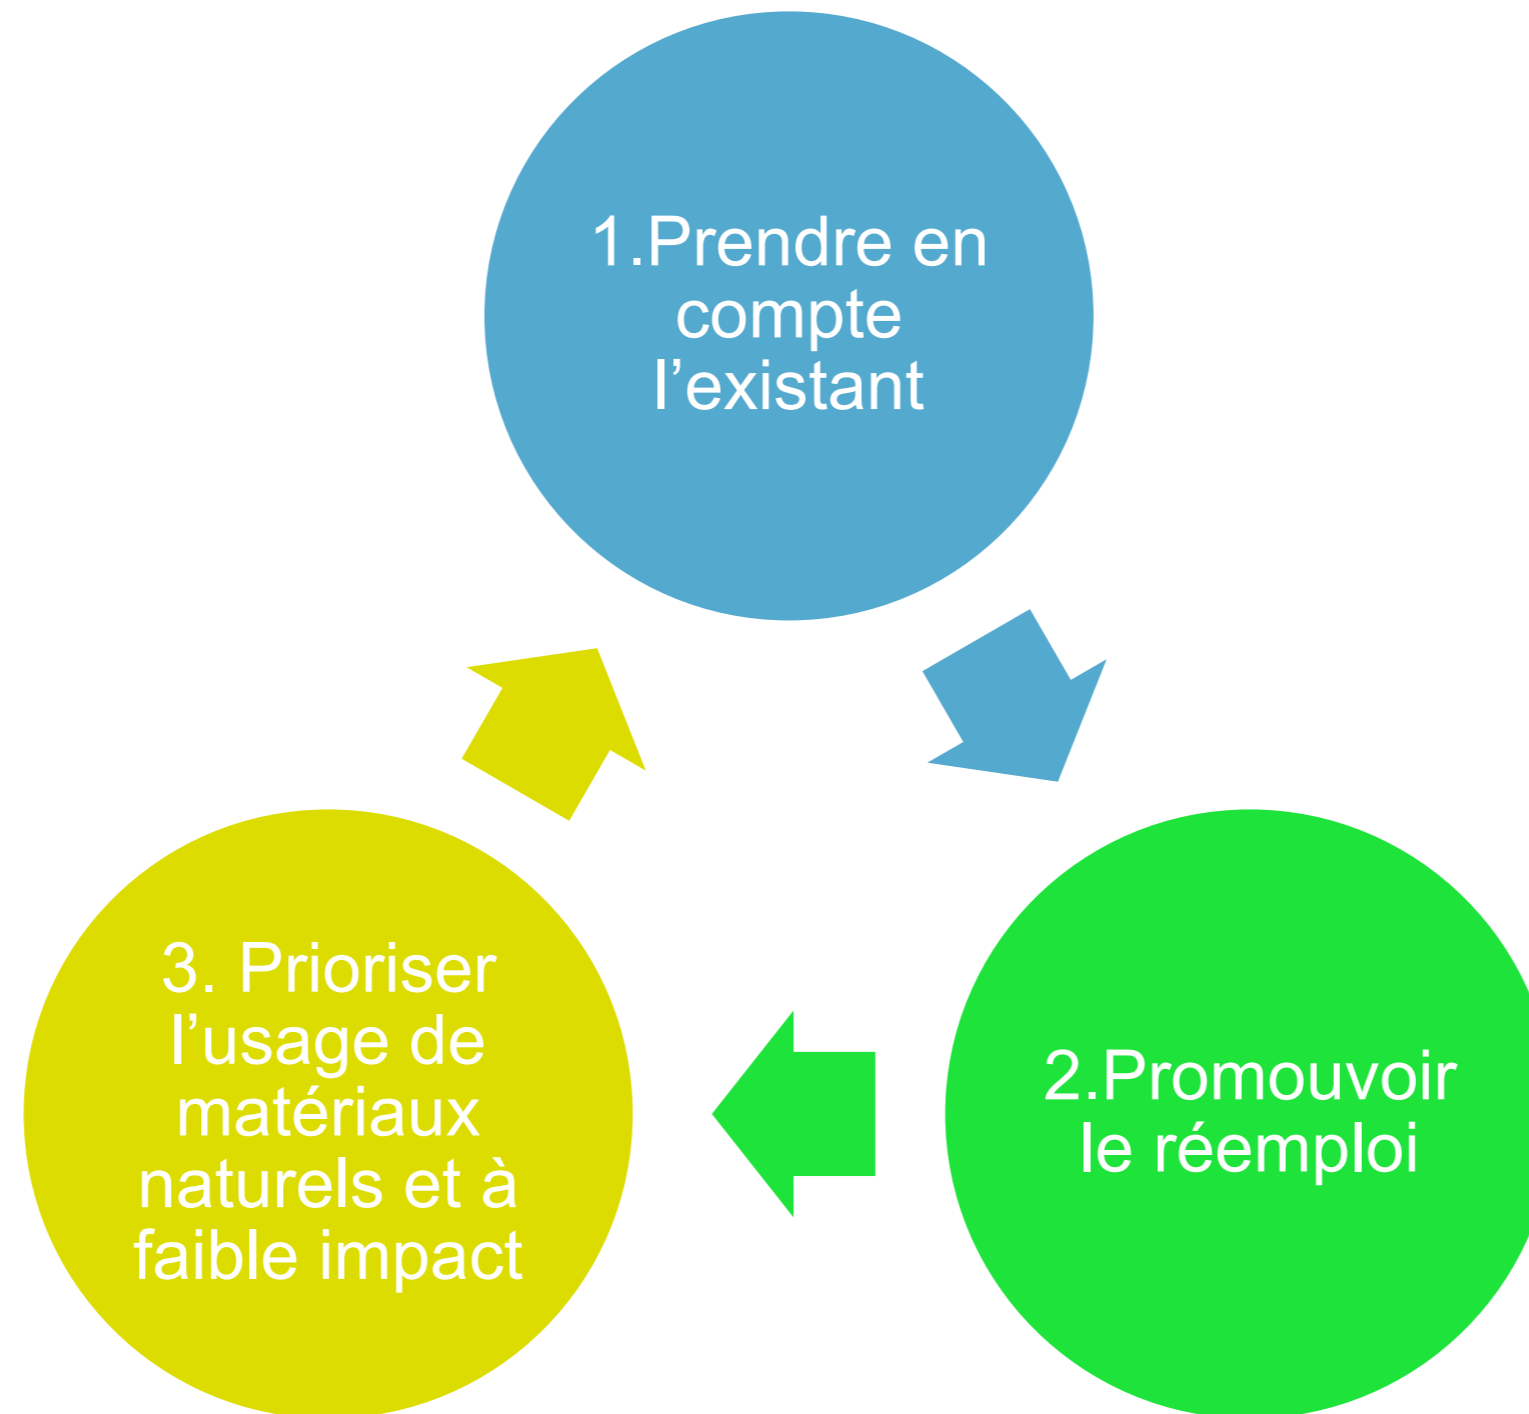 1.Prendre en
compte
l’existant
2.Promouvoir
le réemploi
3. Prioriser
l’usage de
matériaux
naturels et à
faible impact